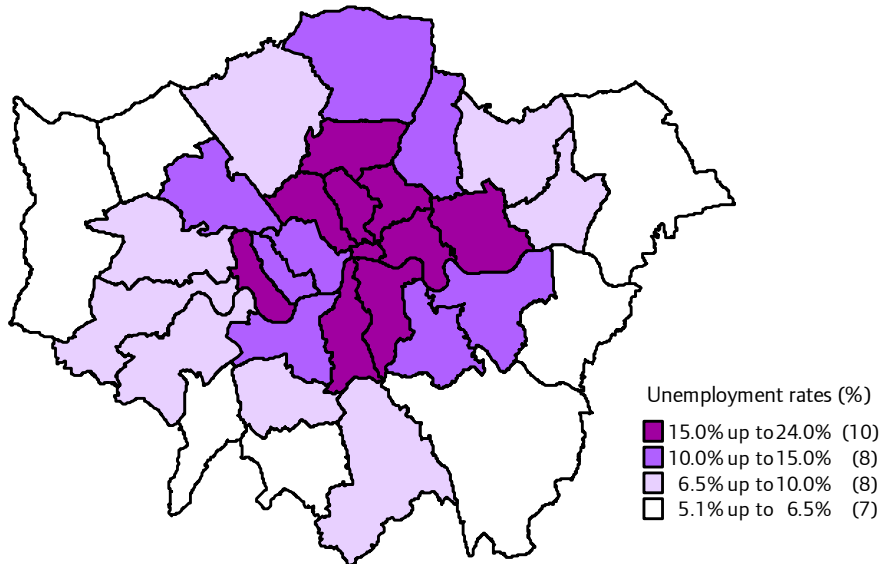 Unemployment rates (%)
15.0% up to 24.0% (10)
10.0% up to 15.0% (8)
6.5% up to 10.0% (8)
5.1% up to 6.5% (7)